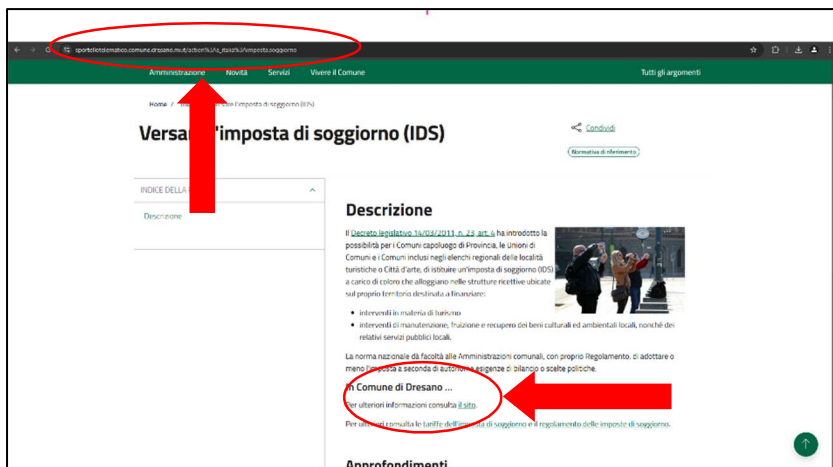 sportellotelematico.comune.dresano.mi.it/action%3As_italia%3Aimposta.soggiorno
Amministrazione Novità Servizi Vivere il Comune Tutti gli argomenti
Home /
l'imposta di soggiorno (IDS)
Versa l'imposta di soggiorno (IDS)
Condividi
Normativa di riferimento
INDICE DELLA
Descrizione
Descrizione
Il Decreto legislativo 14/03/2011, n. 23, art. 4 ha introdotto la
possibilità per i Comuni capoluogo di Provincia, le Unioni di
Comuni e i Comuni inclusi negli elenchi regionali delle località
turistiche o Città d'arte, di istituire un'imposta di soggiorno (IDS)
a carico di coloro che alloggiano nelle strutture ricettive ubicate
sul proprio territorio destinata a finanziare:
• interventi in materia di turismo
• interventi di manutenzione, fruizione e recupero dei beni culturali ed ambientali locali, nonché dei
relativi servizi pubblici locali.
La norma nazionale dà facoltà alle Amministrazioni comunali, con proprio Regolamento, di adottare o
meno l'imposta a seconda di autonome esigenze di bilancio o scelte politiche.
In Comune di Dresano ...
Per ulteriori informazioni consulta il sito.
Per ulteriori consulta le tariffe dell'imposta di soggiorno e il regolamento delle imposte di soggiorno.
Approfondimenti